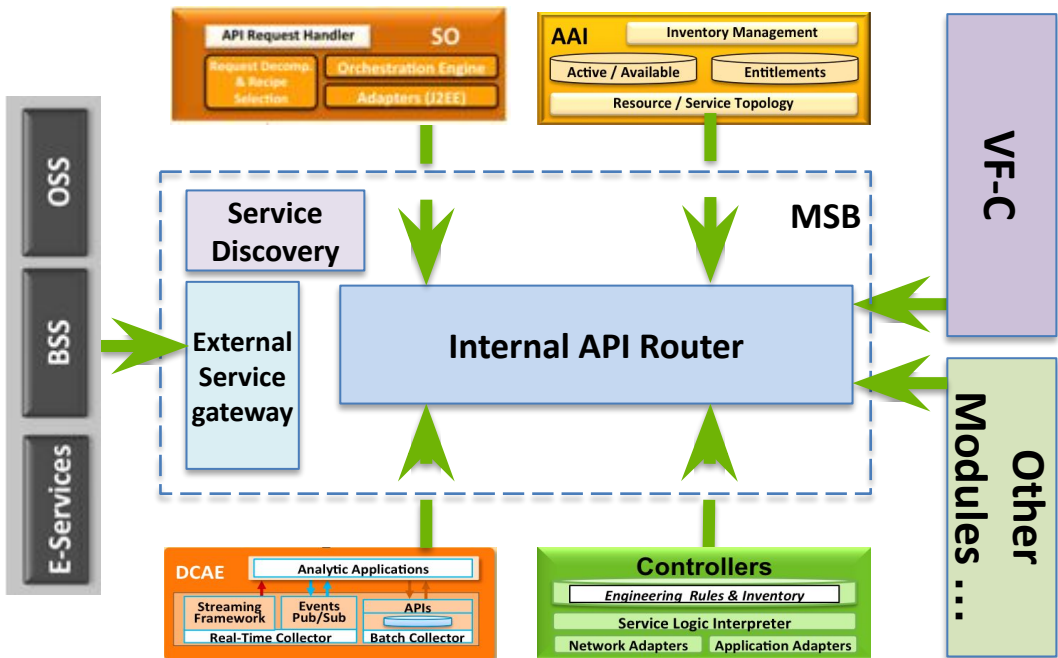 API Request Handler
SO
Request Decomp.
& Recipe
Selection
Orchestration Engine
Adapters (J2EE)
AAI
Inventory Management
Active / Available
Entitlements
Resource / Service Topology
VF-C
OSS
BSS
E-Services
Service
Discovery
MSB
External
Service
gateway
Internal API Router
Other
Modules ...
DCAE
Analytic Applications
Streaming
Framework
Events
Pub/Sub
APIs
Real-Time Collector
Batch Collector
Controllers
Engineering Rules & Inventory
Service Logic Interpreter
Network Adapters
Application Adapters